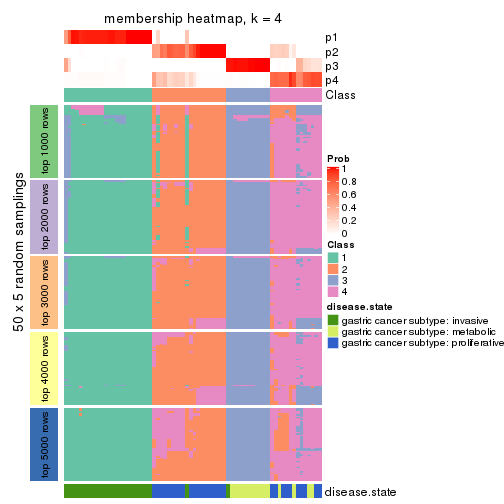 membership heatmap, k = 4
p1
p2
p3
p4
Class
50 x 5 random samplings
top 1000 rows
top 2000 rows
top 3000 rows
top 4000 rows
top 5000 rows
Prob
1
0.8
0.6
0.4
0.2
0
Class
1
2
3
4
disease.state
gastric cancer subtype: invasive
gastric cancer subtype: metabolic
gastric cancer subtype: proliferative
disease.state